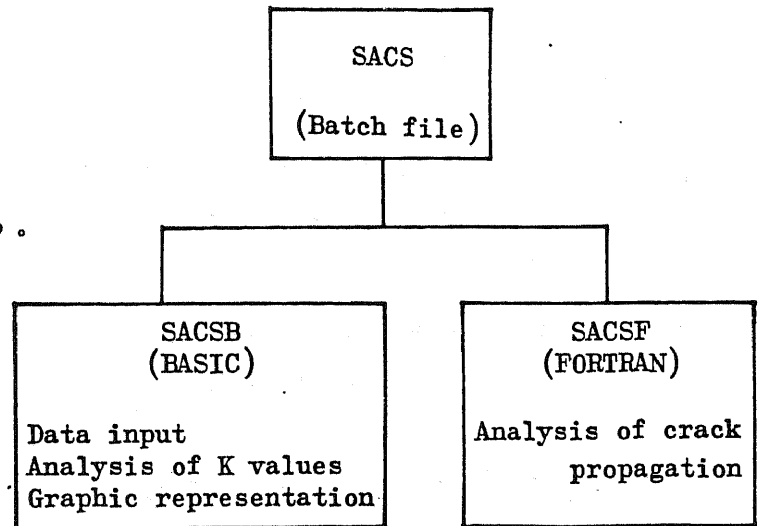 SACS
(Batch file)
SACSB
(BASIC)
Data input
Analysis of K values
Graphic representation
SACSF
(FORTRAN)
Analysis of crack
propagation